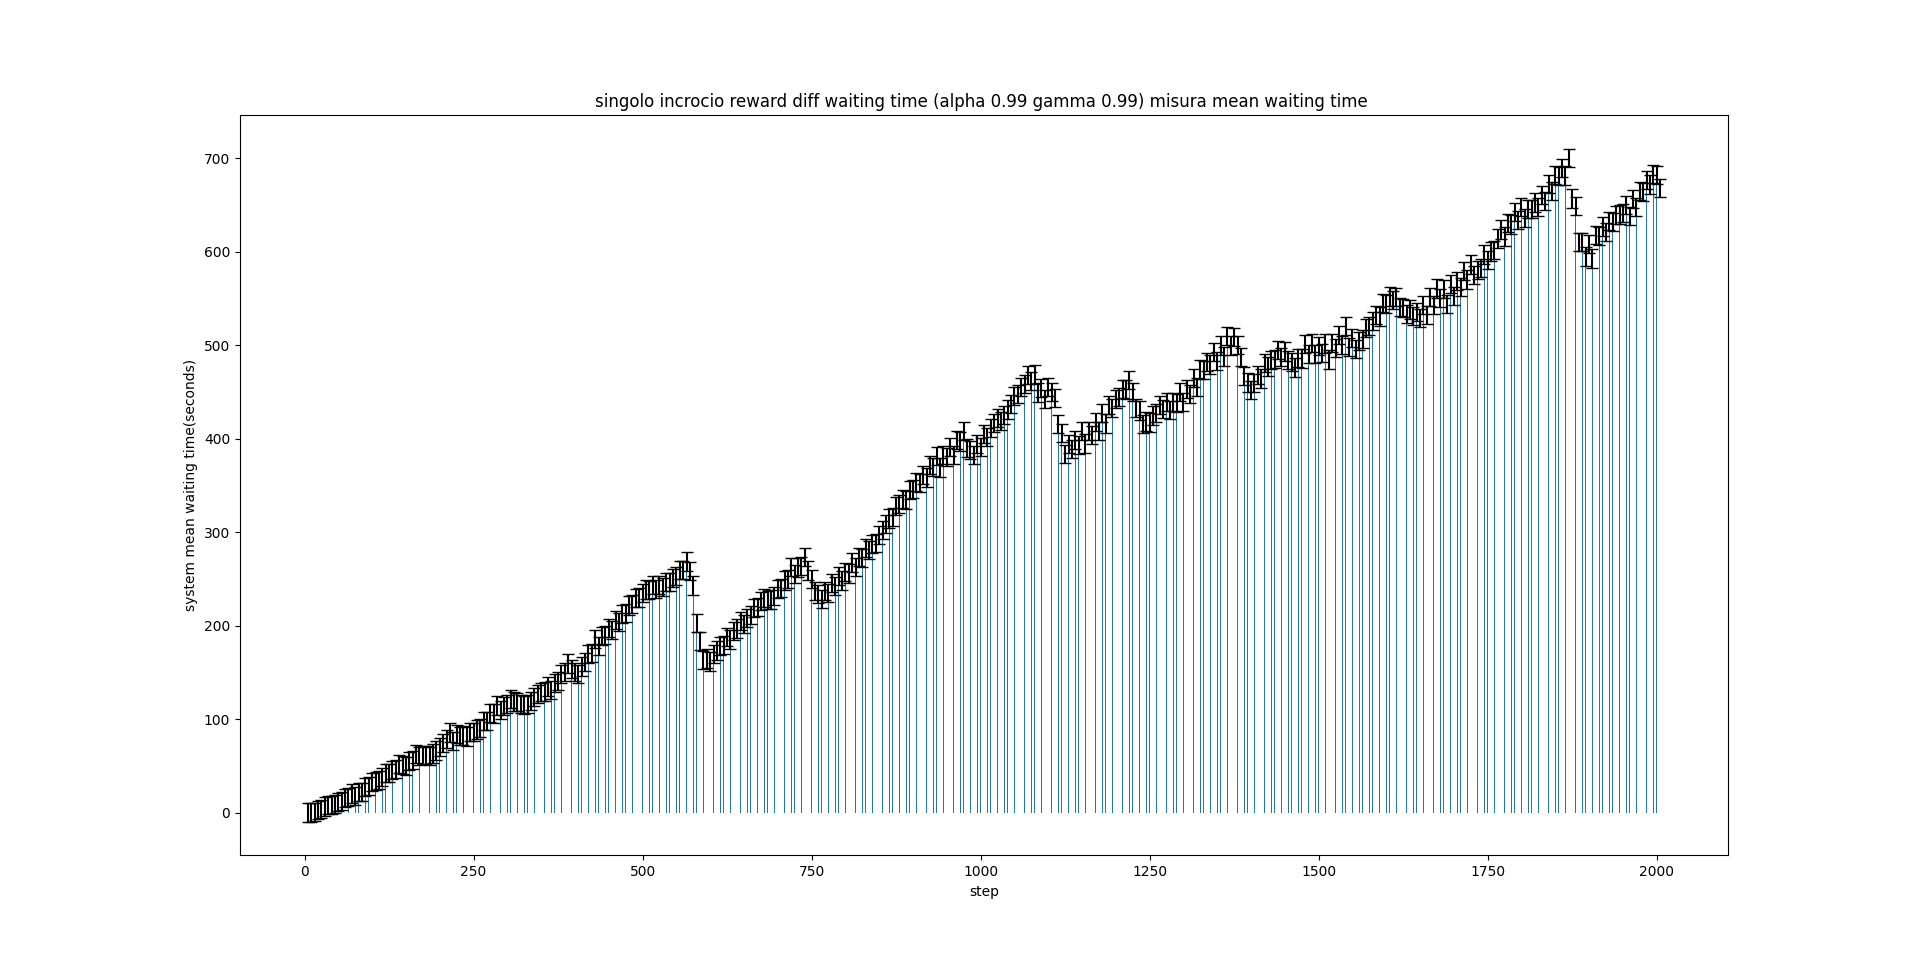 singolo incrocio reward diff waiting time (alpha 0.99 gamma 0.99) misura mean waiting time
system mean waiting time(seconds)
700
600
500
400
300
200
100
0
0 250 500 750 1000 1250 1500 1750 2000
step